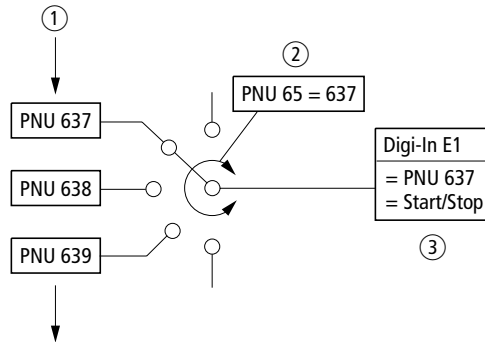 ①
②
PNU 637
PNU 65 = 637
Digi-In E1
= PNU 637
= Start/Stop
PNU 638
PNU 639
③